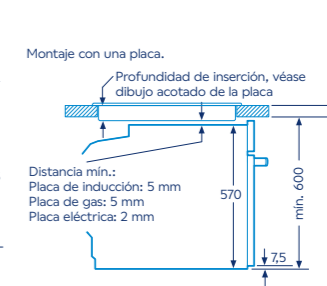 Montaje con una placa.
Profundidad de inserción, véase
dibujo acotado de la placa
Distancia mín.:
Placa de inducción: 5 mm
Placa de gas: 5 mm
Placa eléctrica: 2 mm
570
mín. 600
7,5